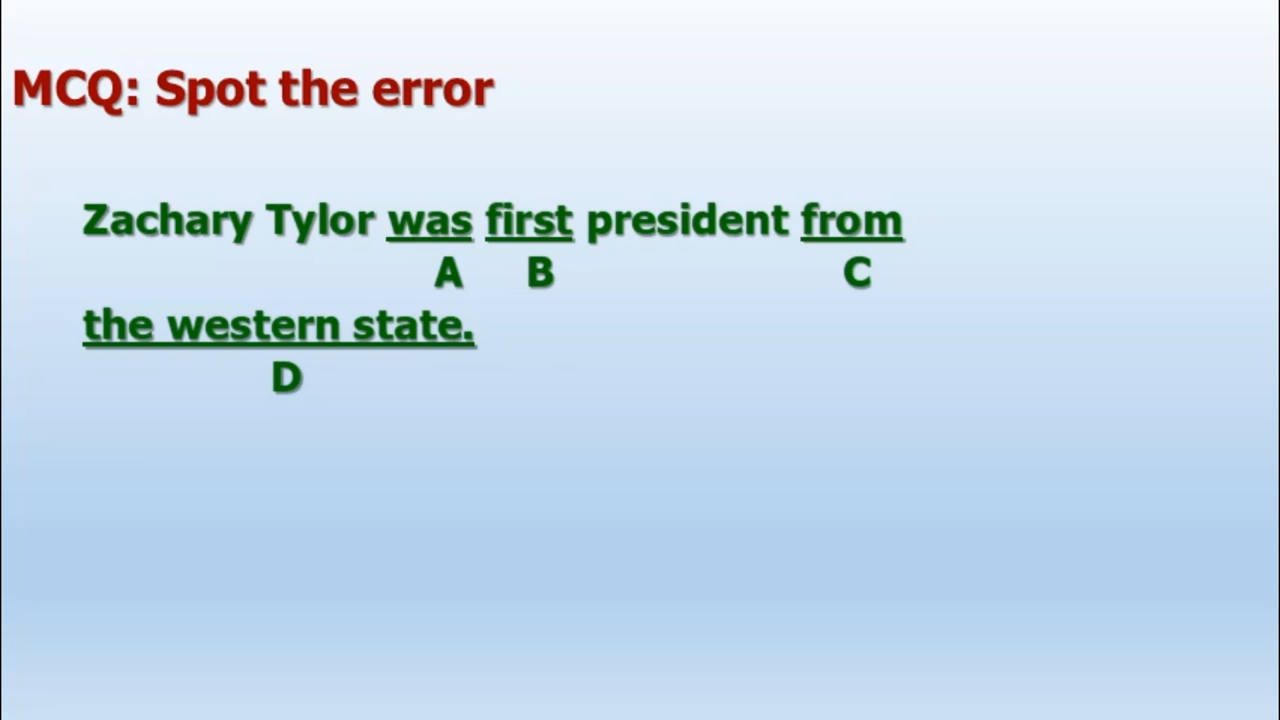 MCQ: Spot the error
Zachary Tylor was first president from
A B C
the western state.
D